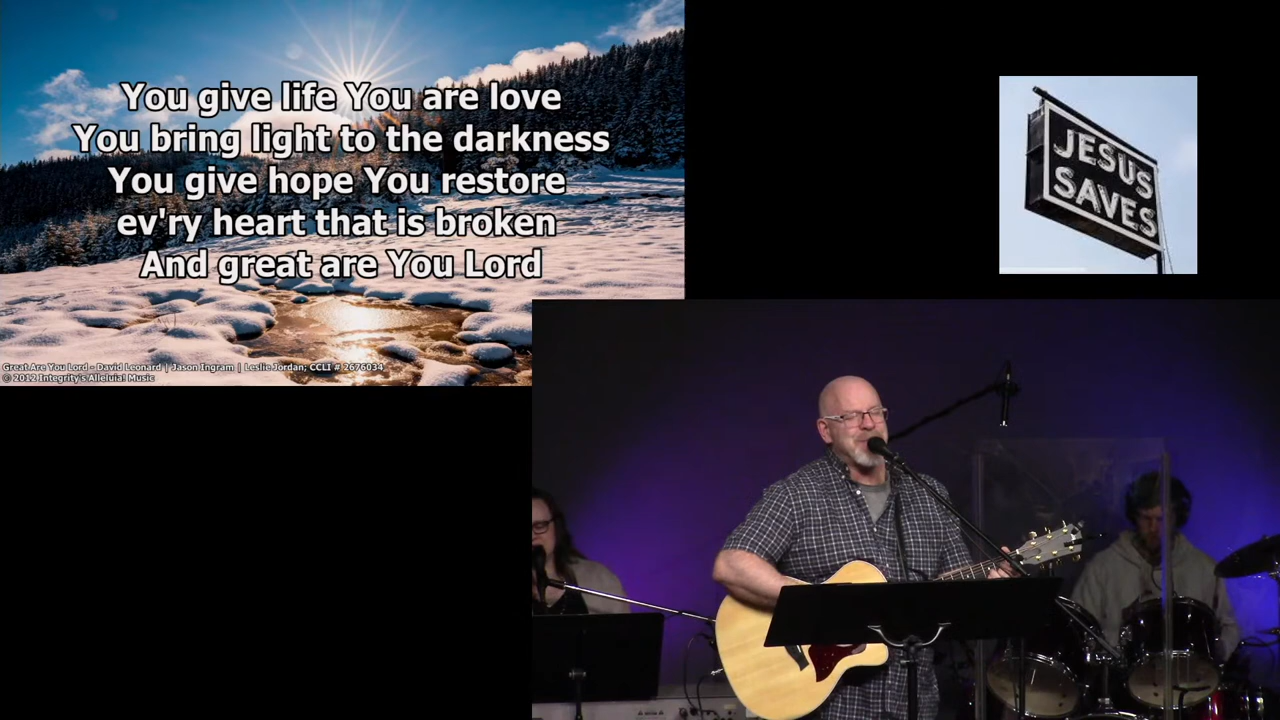 You give life You are love
You bring light to the darkness
You give hope You restore
ev'ry heart that is broken
And great are You Lord
Great Are You Lord - David Leonard | Jason Ingram | Leslie Jordan; CCLI # 2676034
© 2012 Integrity's Alleluia! Music
JESUS
SAVES